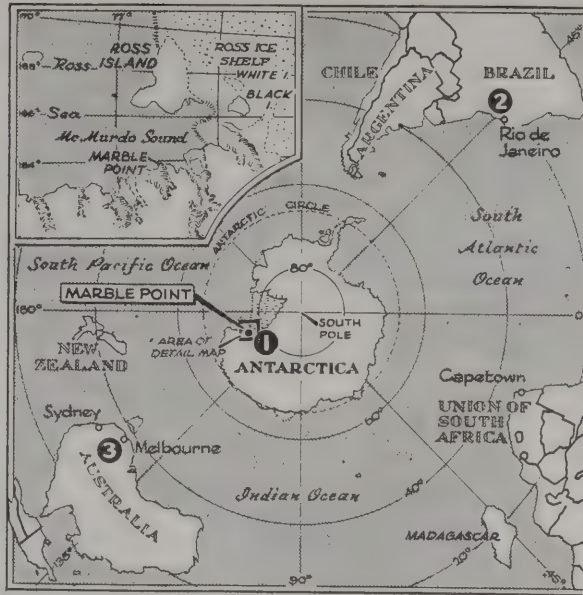 70°
77°
ROSS
ISLAND
Ross
ROSS ICE
SHELF
WHITE I.
BLACK
I.
Sea
McMurdo Sound
MARBLE
POINT
CHILE
ARGENTINA
BRAZIL
45°
2
Rio de
Janeiro
ANTARCTIC CIRCLE
South
Atlantic
Ocean
South Pacific Ocean
80°
MARBLE POINT
180°
0°
NEW
ZEALAND
AREA OF
DETAIL MAP
1
SOUTH
POLE
ANTARCTICA
Capetown
UNION OF
SOUTH
AFRICA
60°
Sydney
3
Melbourne
AUSTRALIA
Indian Ocean
40°
MADAGASCAR
135°
90°
20°
45°